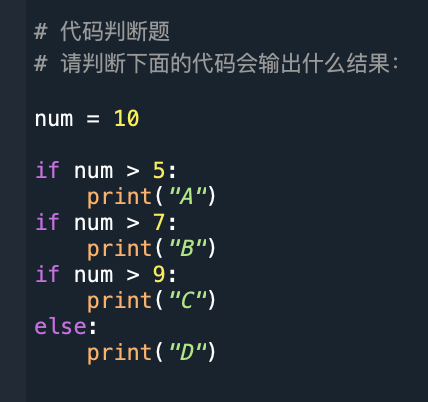 # 代码判断题
# 请判断下面的代码会输出什么结果：
num = 10
if num > 5:
    print("A")
if num > 7:
    print("B")
if num > 9:
    print("C")
else:
    print("D")